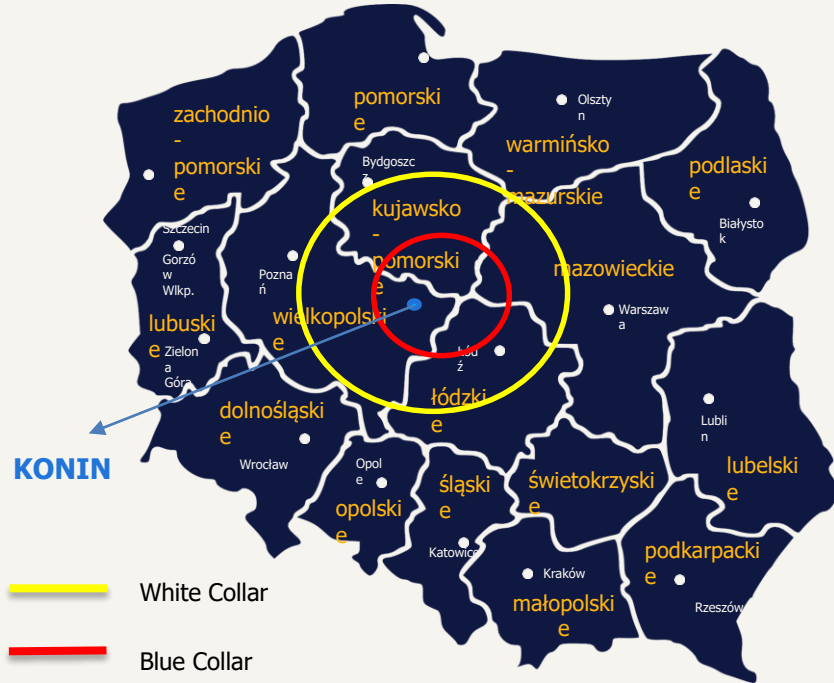 zachodnio
-
pomorski
e
Szczecin
pomorski
e
Olszty
n
warmińsko
-
mazurskie
podlaski
e
Białysto
k
Bydgoszc
z
kujawsko
-
pomorski
e
Gorzó
w
Wlkp.
lubuski
e
Zielon
a
Góra
Pozna
ń
wielkopolski
e
mazowieckie
Warszaw
a
Łód
ź
łódzki
e
dolnośląski
e
Wrocław
KONIN
Opol
e
opolski
e
śląski
e
Katowice
świetokrzyski
e
Lubli
n
lubelski
e
Kraków
małopolski
e
podkarpacki
e
Rzeszów
White Collar
Blue Collar